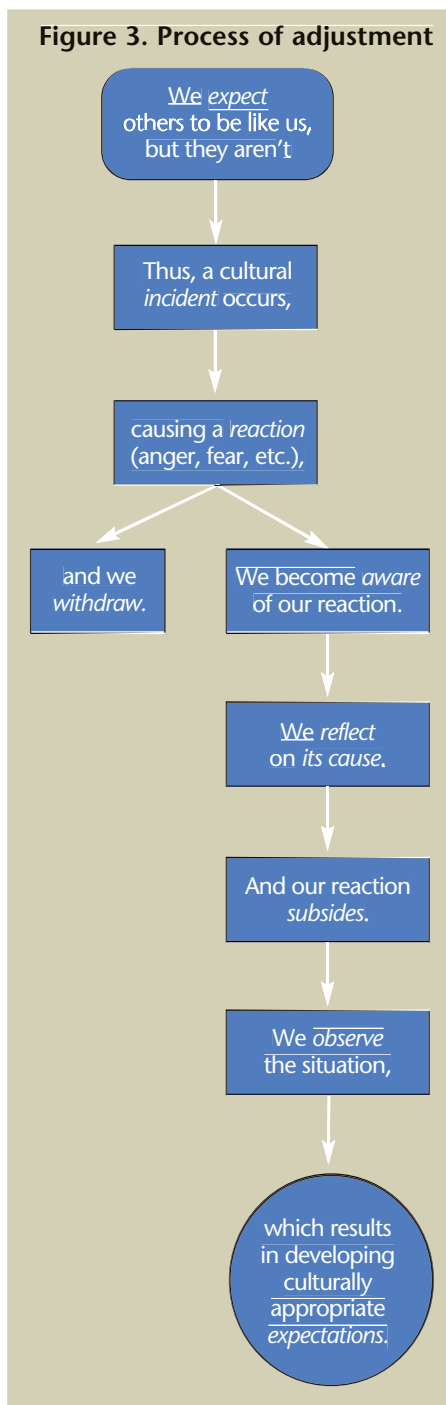 Figure 3. Process of adjustment
We expect
others to be like us,
but they aren't
Thus, a cultural
incident occurs,
causing a reaction
(anger, fear, etc.),
and we
withdraw.
We become aware
of our reaction.
We reflect
on its cause.
And our reaction
subsides.
We observe
the situation,
which results
in developing
culturally
appropriate
expectations.